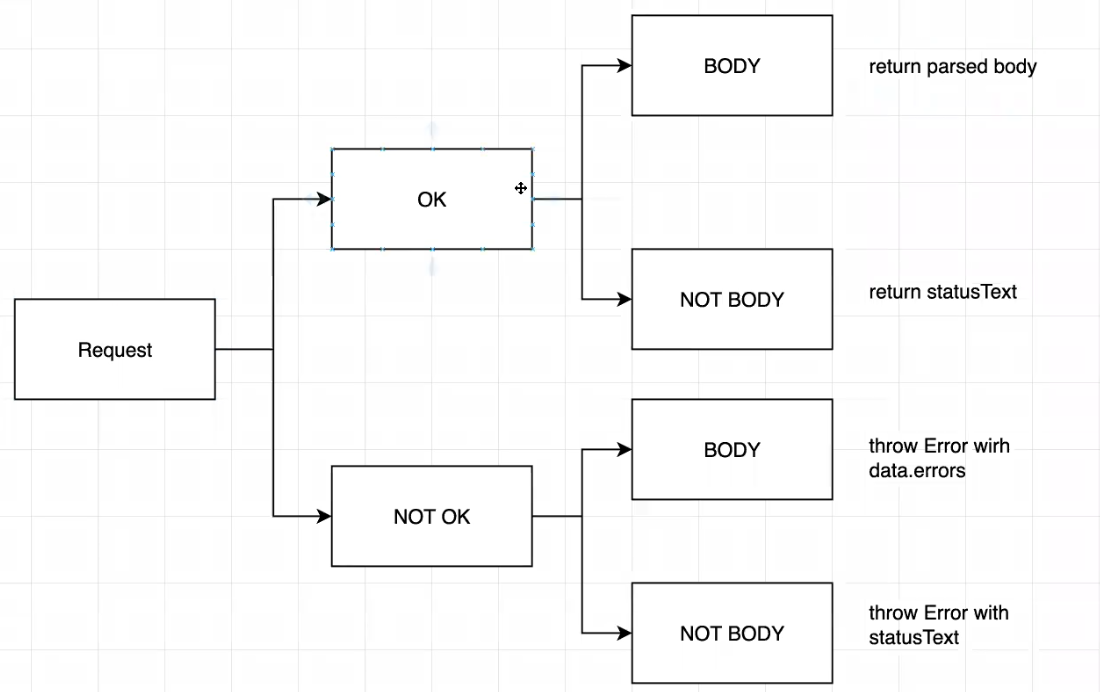 BODY
return parsed body
OK
NOT BODY
return statusText
Request
BODY
throw Error wirh
data.errors
NOT OK
NOT BODY
throw Error with
statusText